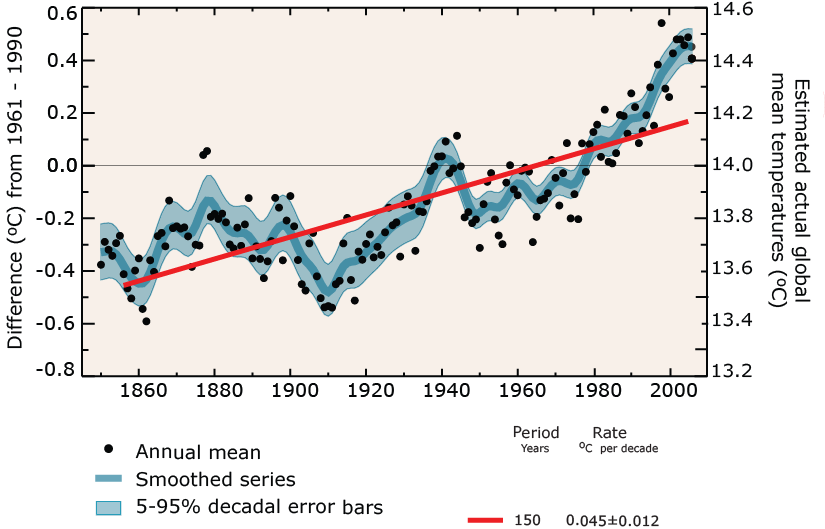 0.6
0.4
0.2
0.0
-0.2
-0.4
-0.6
-0.8
Difference (ºC) from 1961 - 1990
14.6
14.4
14.2
14.0
13.8
13.6
13.4
13.2
Estimated actual global
mean temperatures (ºC)
1860 1880 1900 1920 1940 1960 1980 2000
Annual mean
Smoothed series
5-95% decadal error bars
Period Rate
Years ºC per decade
150 0.045±0.012